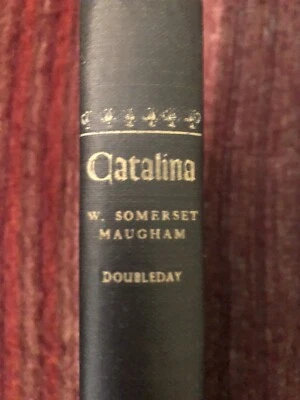 Catalina
W. SOMERSET
MAUGHAM
DOUBLEDAY